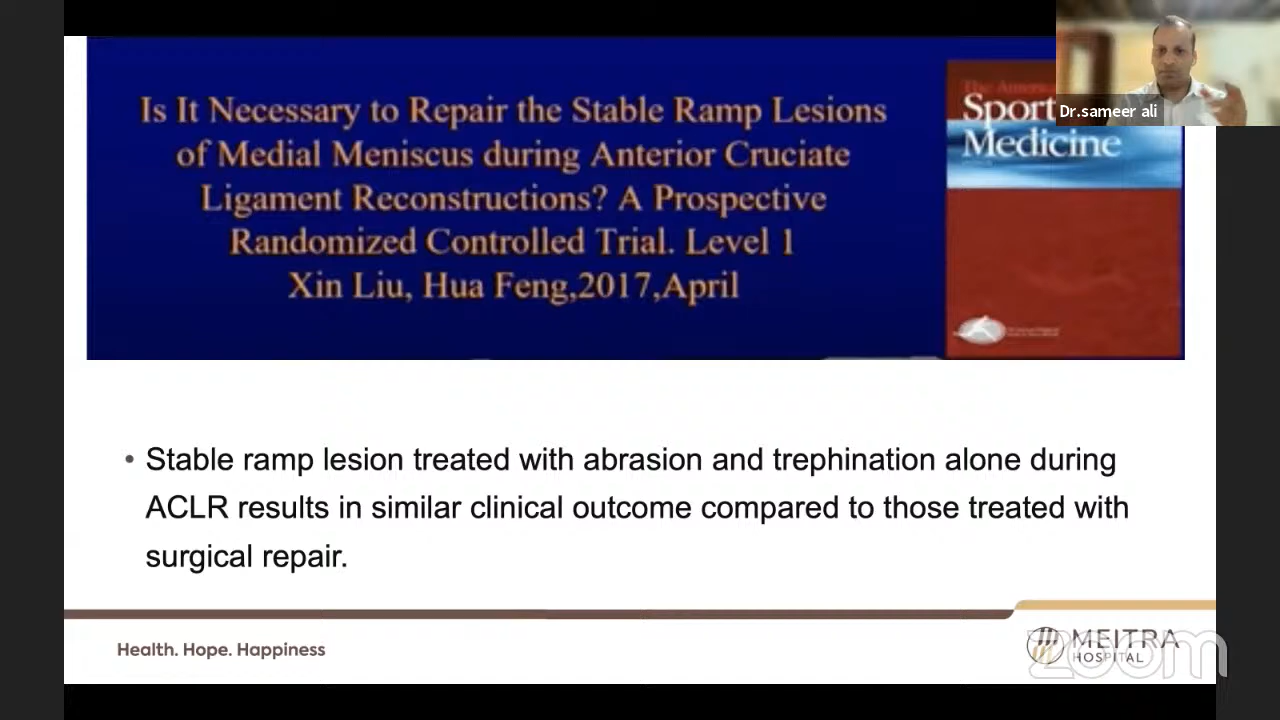 Is It Necessary to Repair the Stable Ramp Lesions
of Medial Meniscus during Anterior Cruciate
Ligament Reconstructions? A Prospective
Randomized Controlled Trial. Level 1
Xin Liu, Hua Feng,2017,April
The
Sport
Medicine
Dr.sameer ali
• Stable ramp lesion treated with abrasion and trephination alone during
ACLR results in similar clinical outcome compared to those treated with
surgical repair.
Health. Hope. Happiness
MEITRA
HOSPITAL
zoom